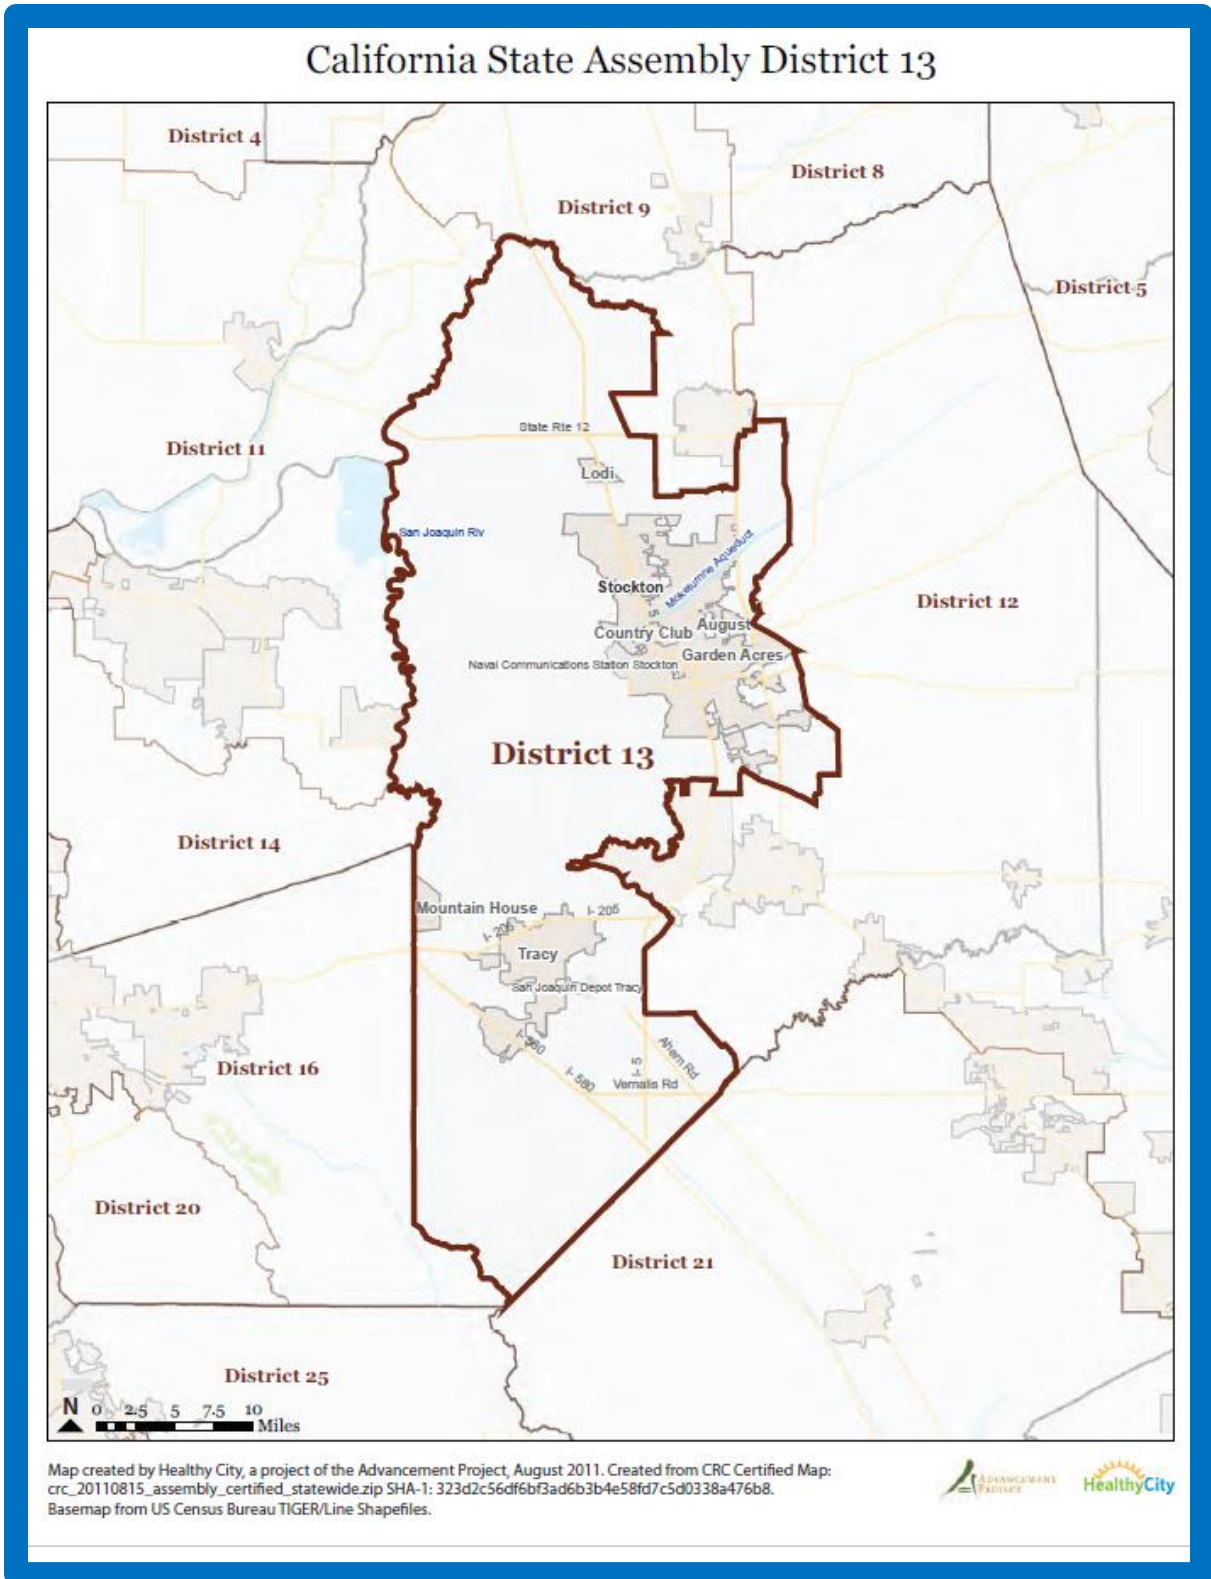 California State Assembly District 13
District 4
District 8
District 9
District 5
District 11
State Rte 12
Lodi
San Joaquin Riv
Mokelumne Aqueduct
Stockton
I- 5
District 12
August
Country Club
Garden Acres
Naval Communications Station Stockton
District 13
District 14
Mountain House
I- 205
I- 205
Tracy
San Joaquin Depot Tracy
I- 580
Ahern Rd
I- 5
I- 580
Vernalis Rd
District 16
District 20
District 21
District 25
N 0 2.5 5 7.5 10
Miles
Map created by Healthy City, a project of the Advancement Project, August 2011. Created from CRC Certified Map:
crc_20110815_assembly_certified_statewide.zip SHA-1: 323d2c56df6bf3ad6b3b4e58fd7c5d0338a476b8.
Basemap from US Census Bureau TIGER/Line Shapefiles.
Advancement
Project
HealthyCity